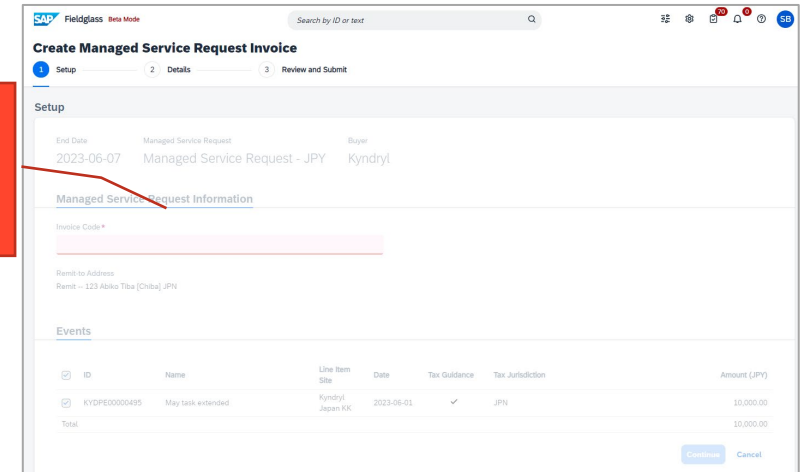 SAP Fieldglass Beta Mode Search by ID or text 70 0 SB
Create Managed Service Request Invoice
1 Setup 2 Details 3 Review and Submit
Setup
End Date Managed Service Request Buyer
2023-06-07 Managed Service Request - JPY Kyndryl
Managed Service Request Information
Invoice Code*
Remit-to Address
Remit -- 123 Abiko Tiba [Chiba] JPN
Events
ID Name Line Item Site Date Tax Guidance Tax Jurisdiction Amount (JPY)
KYDPE00000495 May task extended Kyndryl Japan KK 2023-06-01 JPN 10,000.00
Total 10,000.00
Continue Cancel